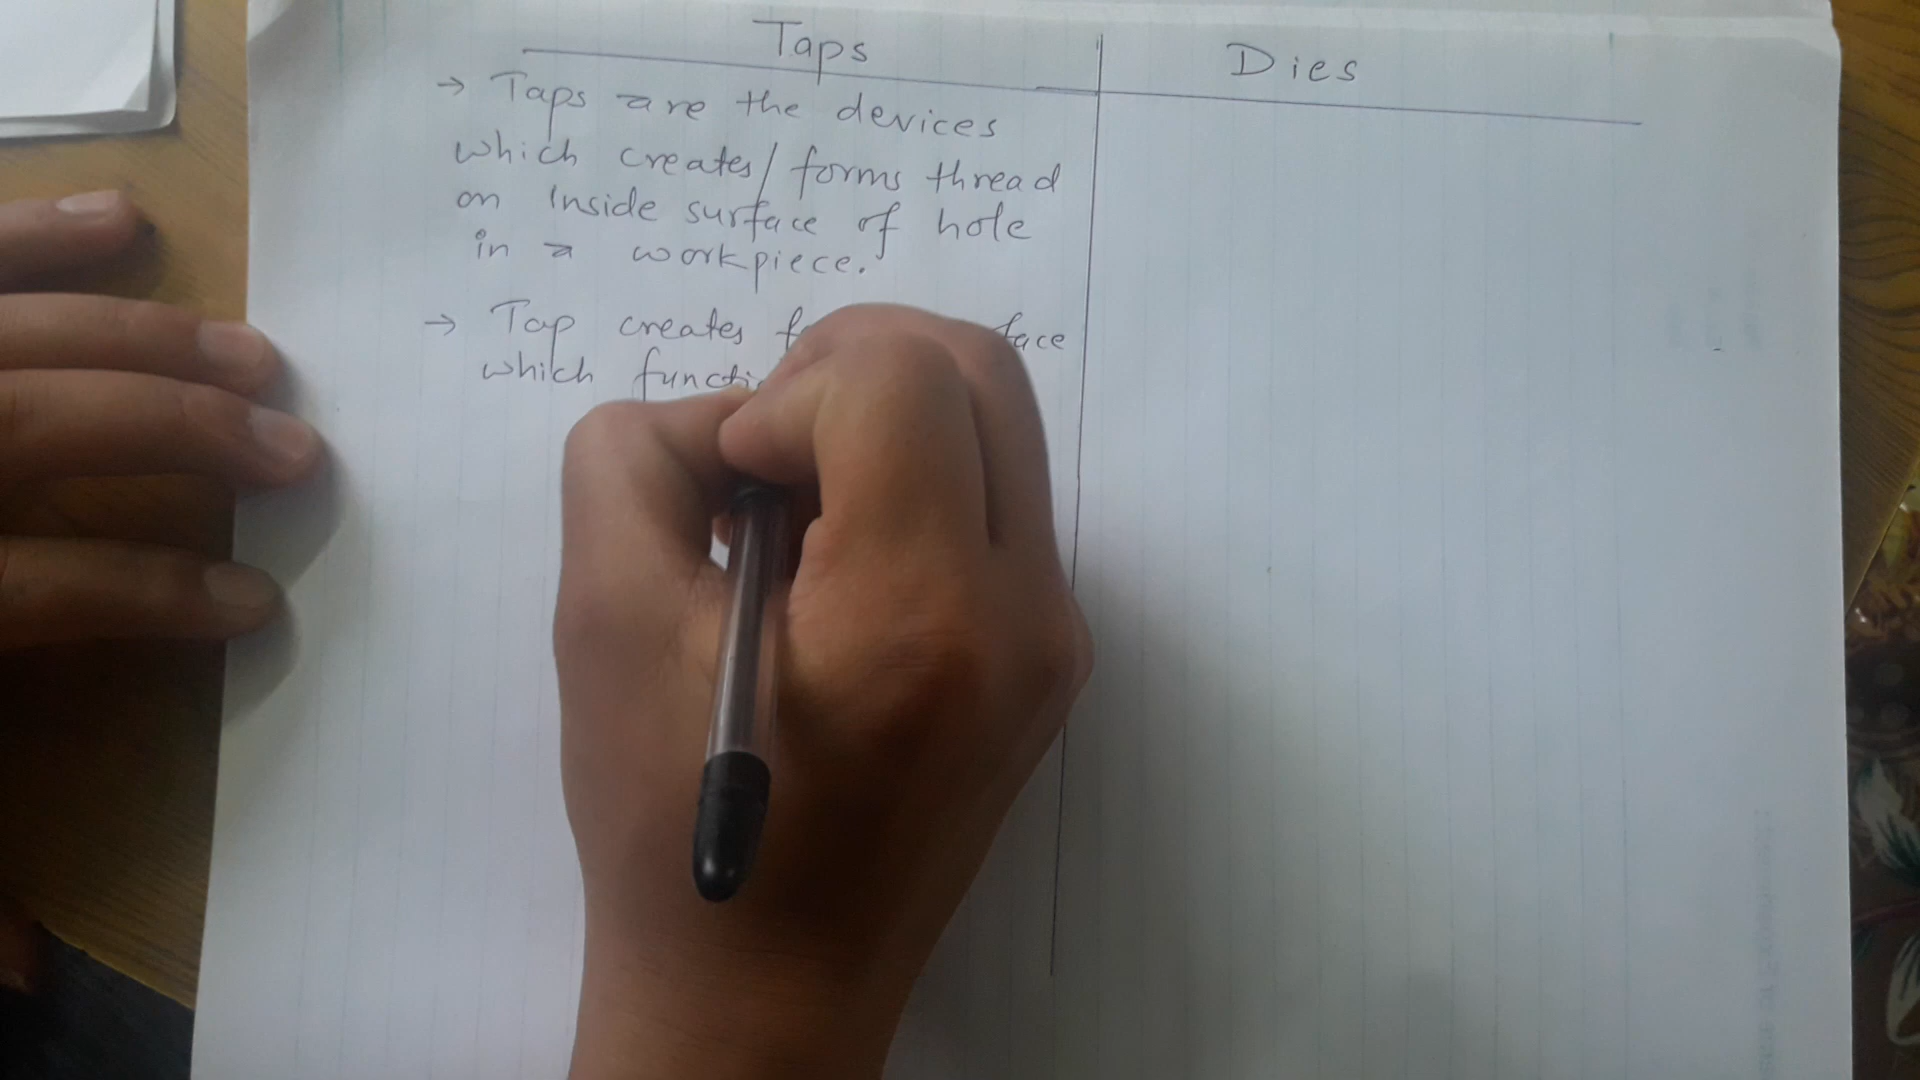 Taps
Dies
→ Taps are the devices
which creates/forms thread
on inside surface of hole
in a workpiece.
→ Tap creates
which